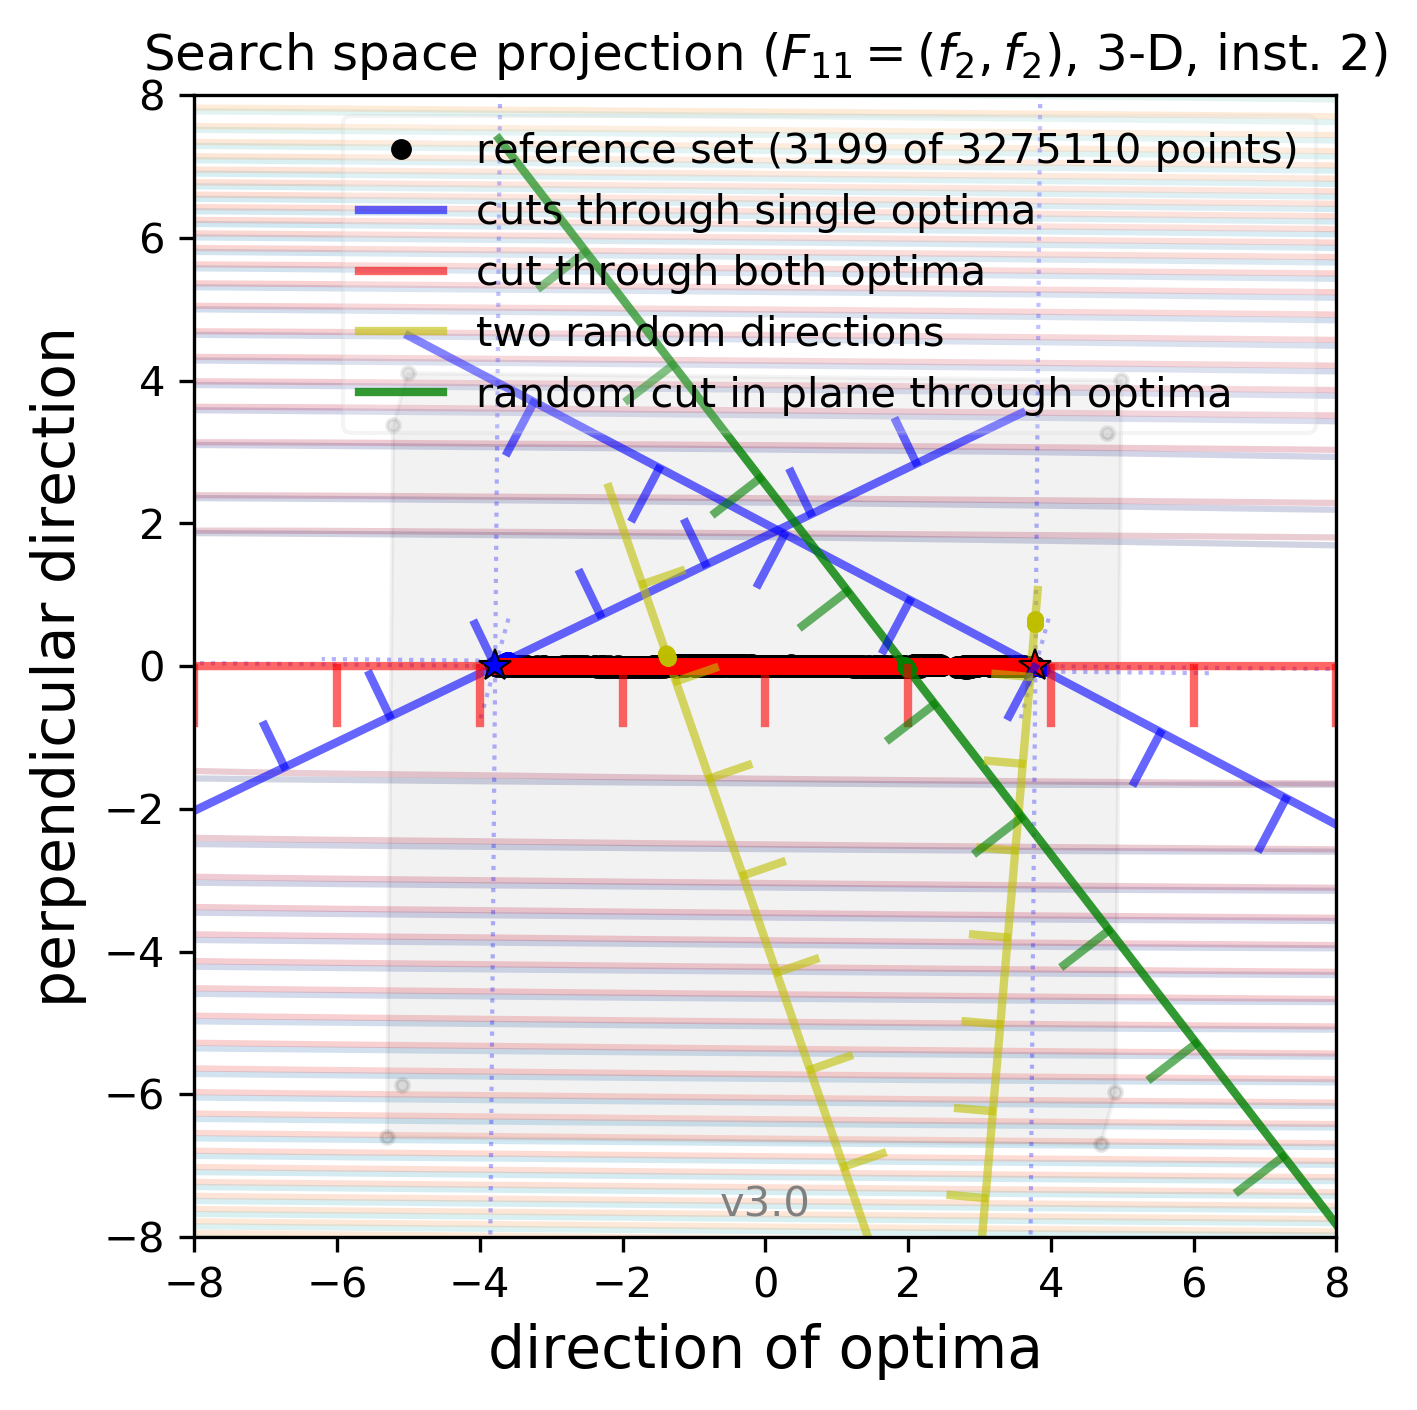 Search space projection (F₁₁ = (f₂, f₂), 3-D, inst. 2)
reference set (3199 of 3275110 points)
cuts through single optima
cut through both optima
two random directions
random cut in plane through optima
perpendicular direction
8
6
4
2
0
−2
−4
−6
−8
v3.0
−8 −6 −4 −2 0 2 4 6 8
direction of optima